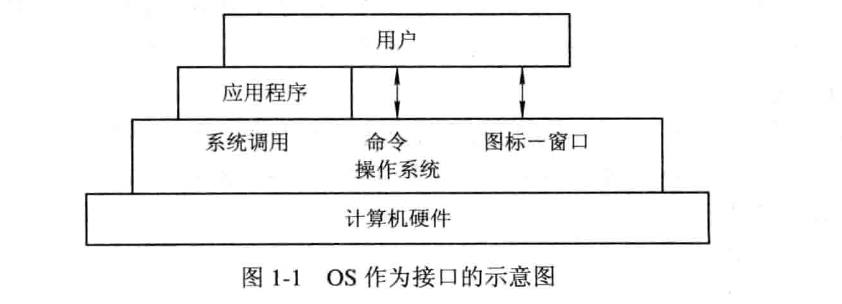 用户
应用程序
系统调用 命令 图标－窗口
操作系统
计算机硬件
图 1-1 OS 作为接口的示意图